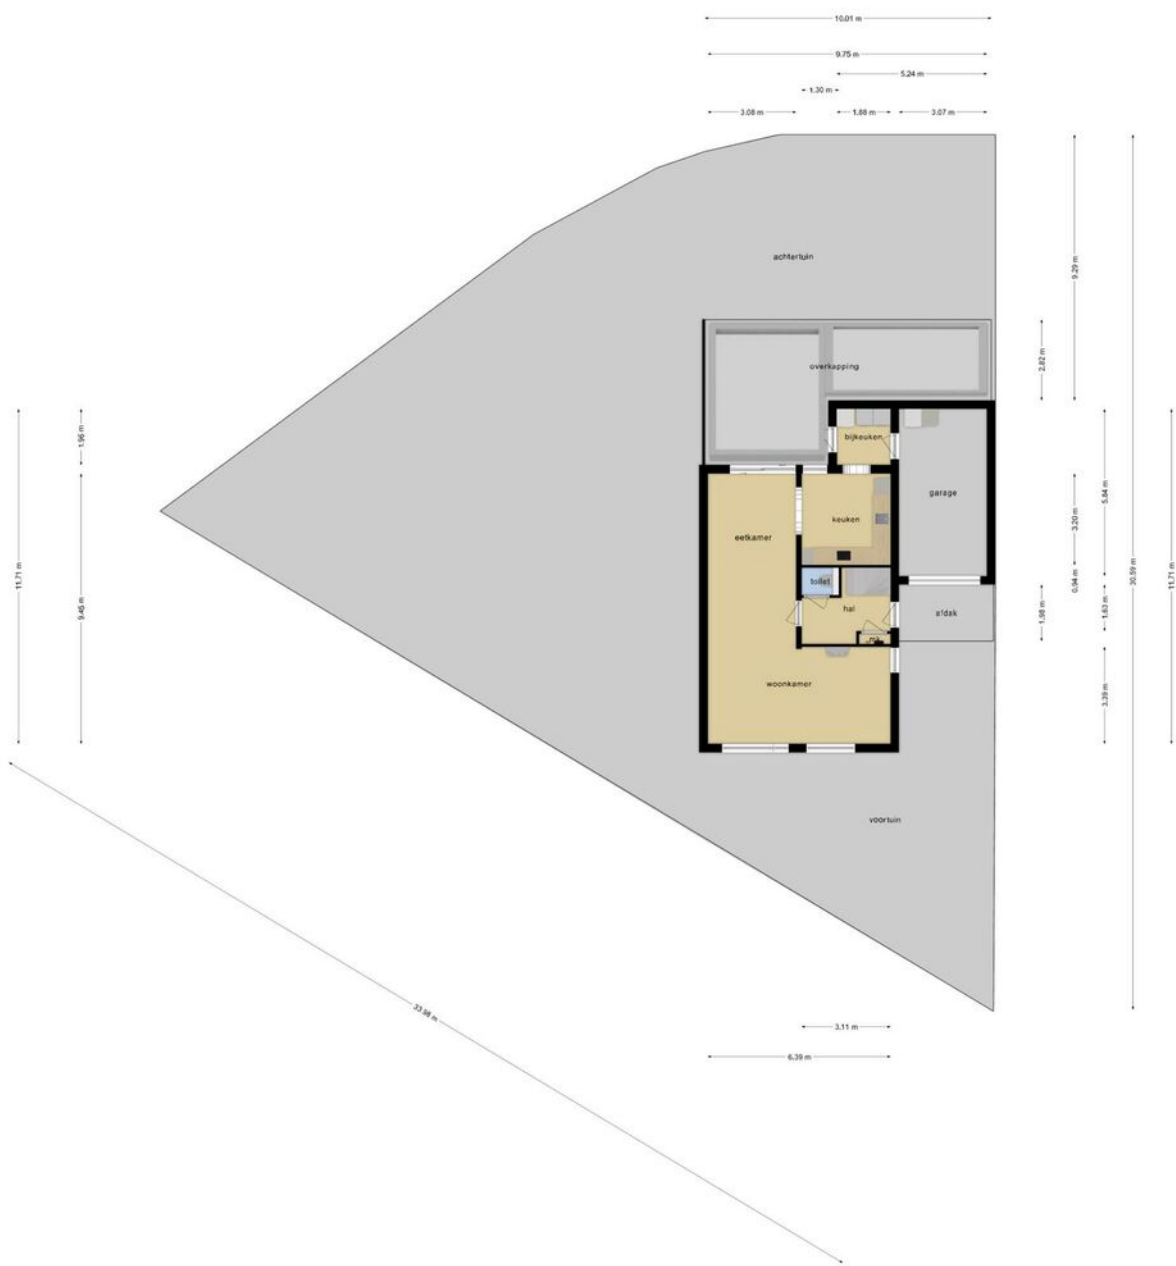 10.01 m
9.75 m
5.24 m
1.30 m
3.08 m
1.88 m
3.07 m
achtertuin
9.29 m
2.82 m
overkapping
1.96 m
bijkeuken
garage
5.84 m
keuken
3.20 m
eetkamer
11.71 m
30.59 m
11.71 m
toilet
0.94 m
hal
afdak
1.98 m
1.63 m
9.45 m
mk
woonkamer
3.39 m
voortuin
33.98 m
3.11 m
6.39 m